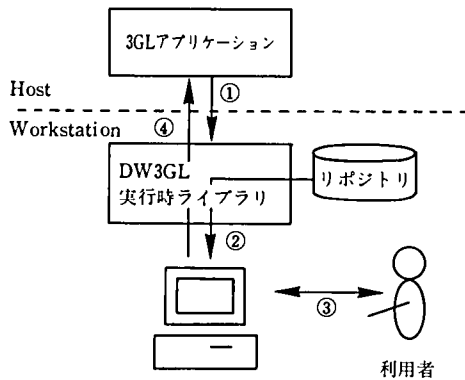 3GLアプリケーション
①
Host
Workstation
④
DW3GL
実行時ライブラリ
リポジトリ
②
③
利用者